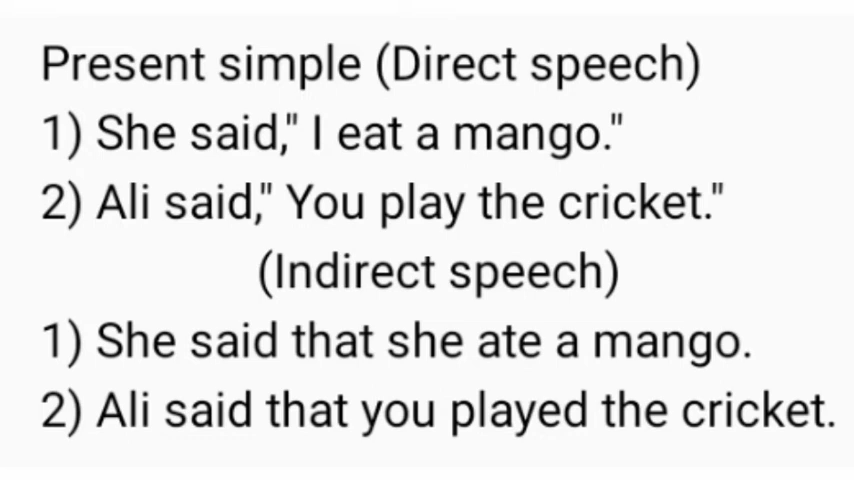 Present simple (Direct speech)
1) She said," I eat a mango."
2) Ali said," You play the cricket."
(Indirect speech)
1) She said that she ate a mango.
2) Ali said that you played the cricket.